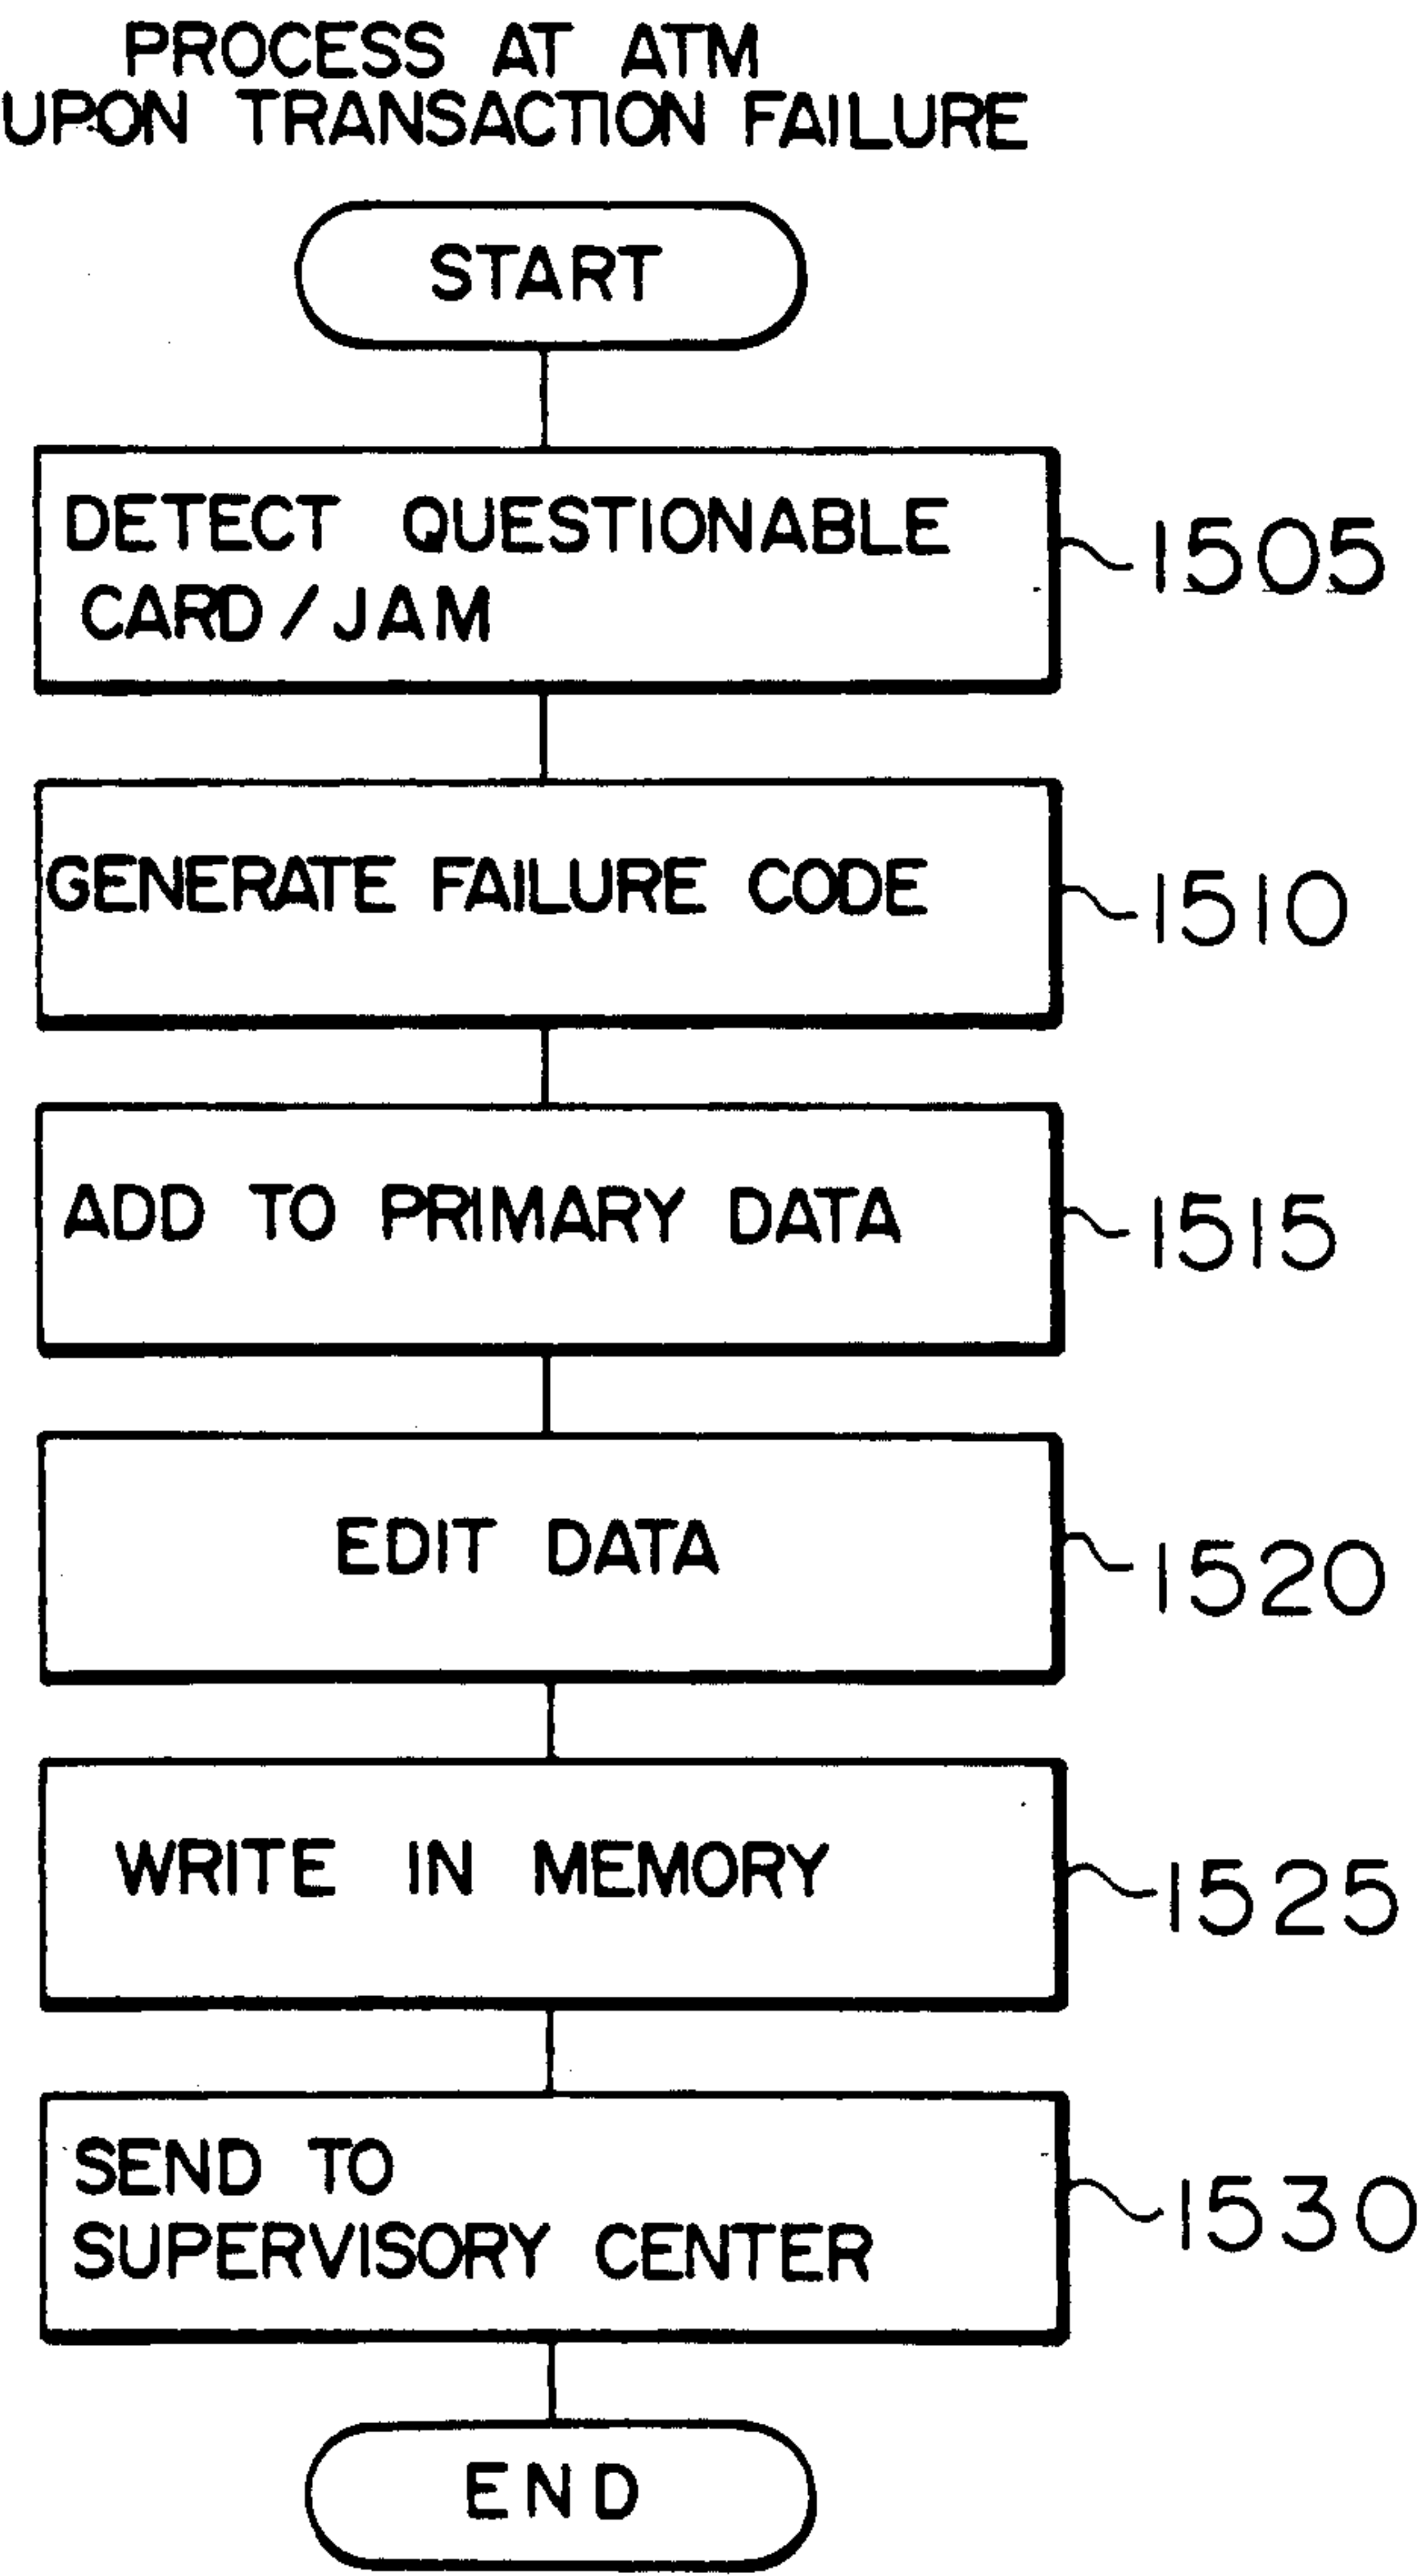 PROCESS AT ATM
UPON TRANSACTION FAILURE
START
DETECT QUESTIONABLE
CARD/JAM
1505
GENERATE FAILURE CODE
1510
ADD TO PRIMARY DATA
1515
EDIT DATA
1520
WRITE IN MEMORY
1525
SEND TO
SUPERVISORY CENTER
1530
END